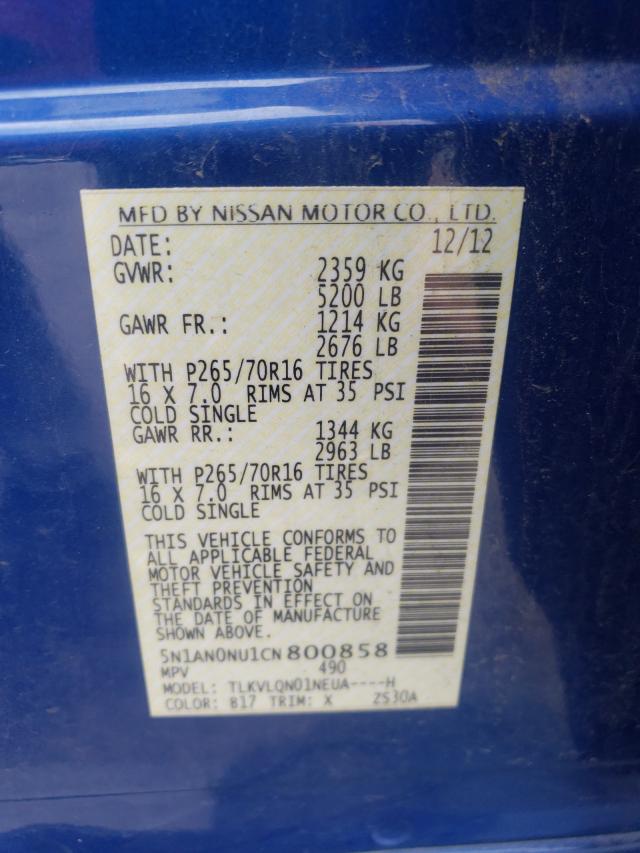 MFD BY NISSAN MOTOR CO., LTD.
DATE: 12/12
GVWR: 2359 KG
5200 LB
GAWR FR.: 1214 KG
2676 LB
WITH P265/70R16 TIRES
16 X 7.0 RIMS AT 35 PSI
COLD SINGLE
GAWR RR.: 1344 KG
2963 LB
WITH P265/70R16 TIRES
16 X 7.0 RIMS AT 35 PSI
COLD SINGLE
THIS VEHICLE CONFORMS TO
ALL APPLICABLE FEDERAL
MOTOR VEHICLE SAFETY AND
THEFT PREVENTION
STANDARDS IN EFFECT ON
THE DATE OF MANUFACTURE
SHOWN ABOVE.
5N1AN0NU1CN800858
MPV 490
MODEL: TLKVLQN01NEUA----H
COLOR: B17 TRIM: X ZS30A